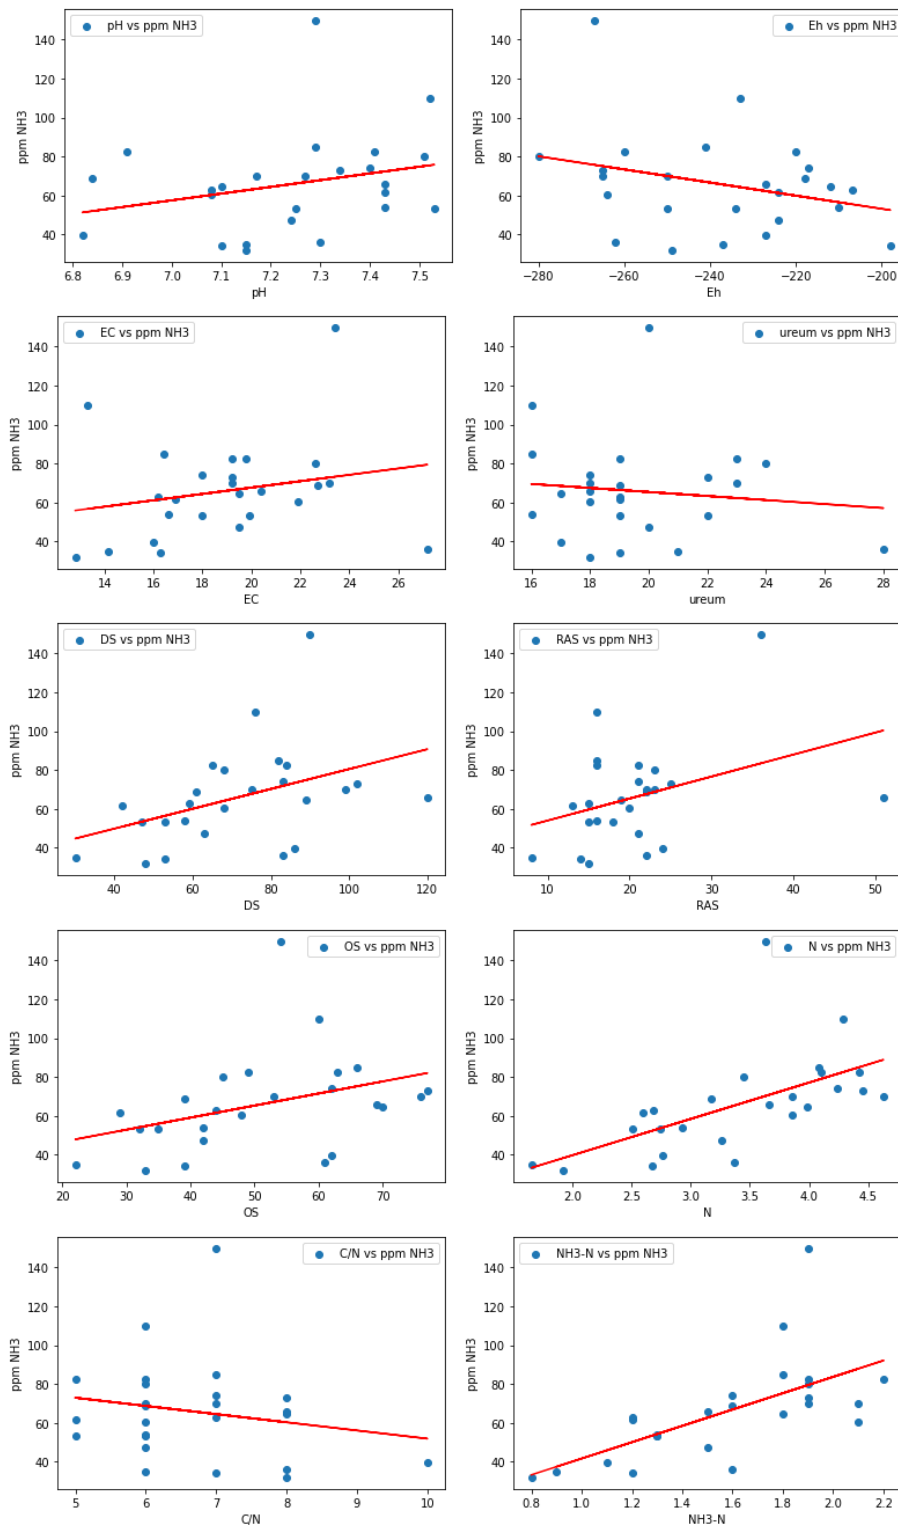 pH vs ppm NH3
ppm NH3
140
120
100
80
60
40
6.8 6.9 7.0 7.1 7.2 7.3 7.4 7.5
pH
Eh vs ppm NH3
ppm NH3
140
120
100
80
60
40
−280 −260 −240 −220 −200
Eh
EC vs ppm NH3
ppm NH3
140
120
100
80
60
40
14 16 18 20 22 24 26
EC
ureum vs ppm NH3
ppm NH3
140
120
100
80
60
40
16 18 20 22 24 26 28
ureum
DS vs ppm NH3
ppm NH3
140
120
100
80
60
40
40 60 80 100 120
DS
RAS vs ppm NH3
ppm NH3
140
120
100
80
60
40
10 20 30 40 50
RAS
OS vs ppm NH3
ppm NH3
140
120
100
80
60
40
20 30 40 50 60 70
OS
N vs ppm NH3
ppm NH3
140
120
100
80
60
40
2.0 2.5 3.0 3.5 4.0 4.5
N
C/N vs ppm NH3
ppm NH3
140
120
100
80
60
40
5 6 7 8 9 10
C/N
NH3-N vs ppm NH3
ppm NH3
140
120
100
80
60
40
0.8 1.0 1.2 1.4 1.6 1.8 2.0 2.2
NH3-N